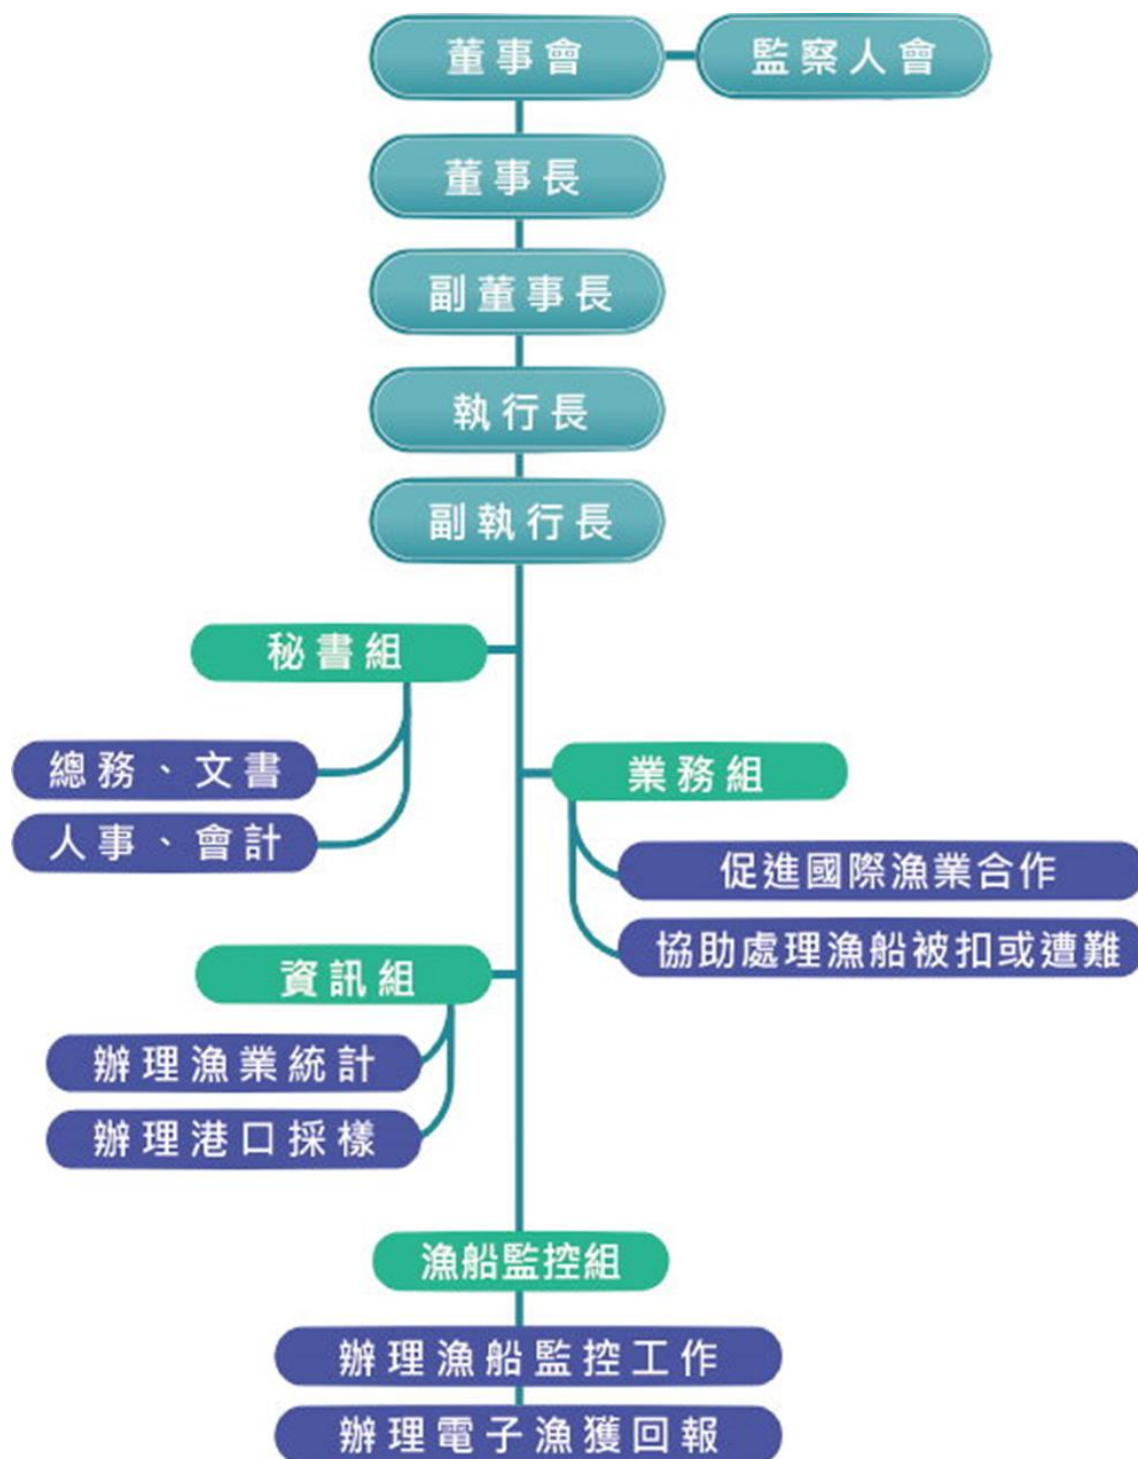 董事會
監察人會
董事長
副董事長
執行長
副執行長
秘書組
總務、文書
人事、會計
業務組
促進國際漁業合作
協助處理漁船被扣或遭難
資訊組
辦理漁業統計
辦理港口採樣
漁船監控組
辦理漁船監控工作
辦理電子漁獲回報